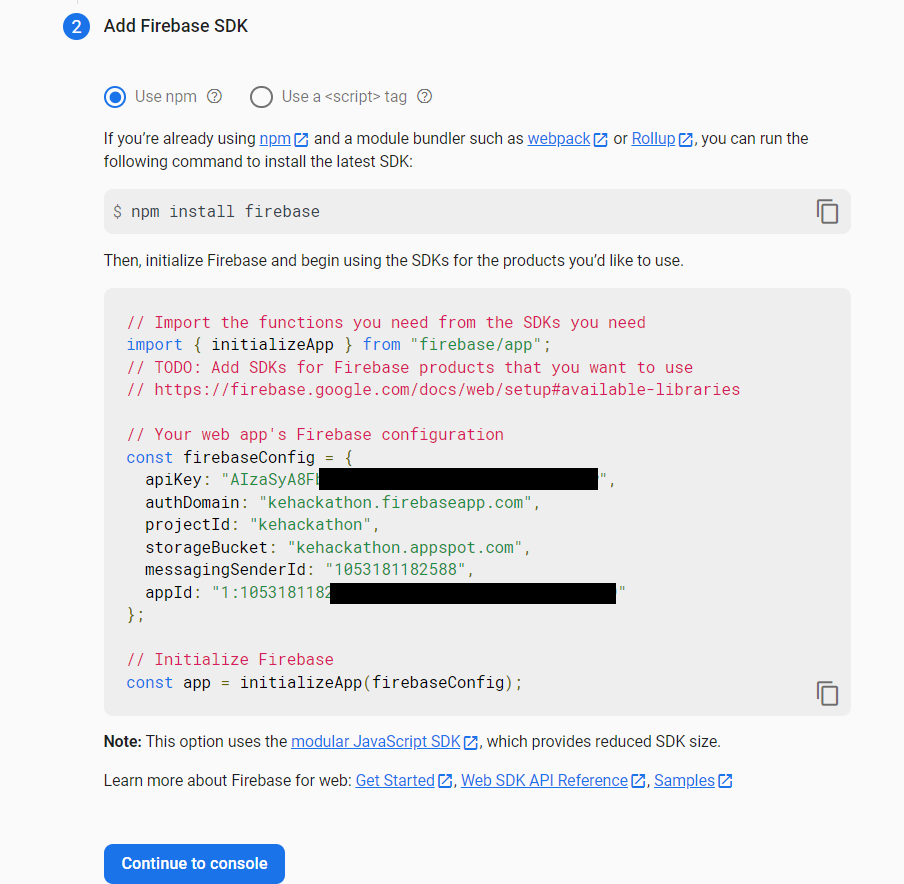 2 Add Firebase SDK
Use npm Use a <script> tag
If you’re already using npm and a module bundler such as webpack or Rollup, you can run the
following command to install the latest SDK:
$ npm install firebase
Then, initialize Firebase and begin using the SDKs for the products you’d like to use.
// Import the functions you need from the SDKs you need
import { initializeApp } from "firebase/app";
// TODO: Add SDKs for Firebase products that you want to use
// https://firebase.google.com/docs/web/setup#available-libraries
// Your web app's Firebase configuration
const firebaseConfig = {
apiKey: "AIzaSyA8F",
authDomain: "kehackathon.firebaseapp.com",
projectId: "kehackathon",
storageBucket: "kehackathon.appspot.com",
messagingSenderId: "1053181182588",
appId: "1:1053181182"
};
// Initialize Firebase
const app = initializeApp(firebaseConfig);
Note: This option uses the modular JavaScript SDK, which provides reduced SDK size.
Learn more about Firebase for web: Get Started, Web SDK API Reference, Samples
Continue to console